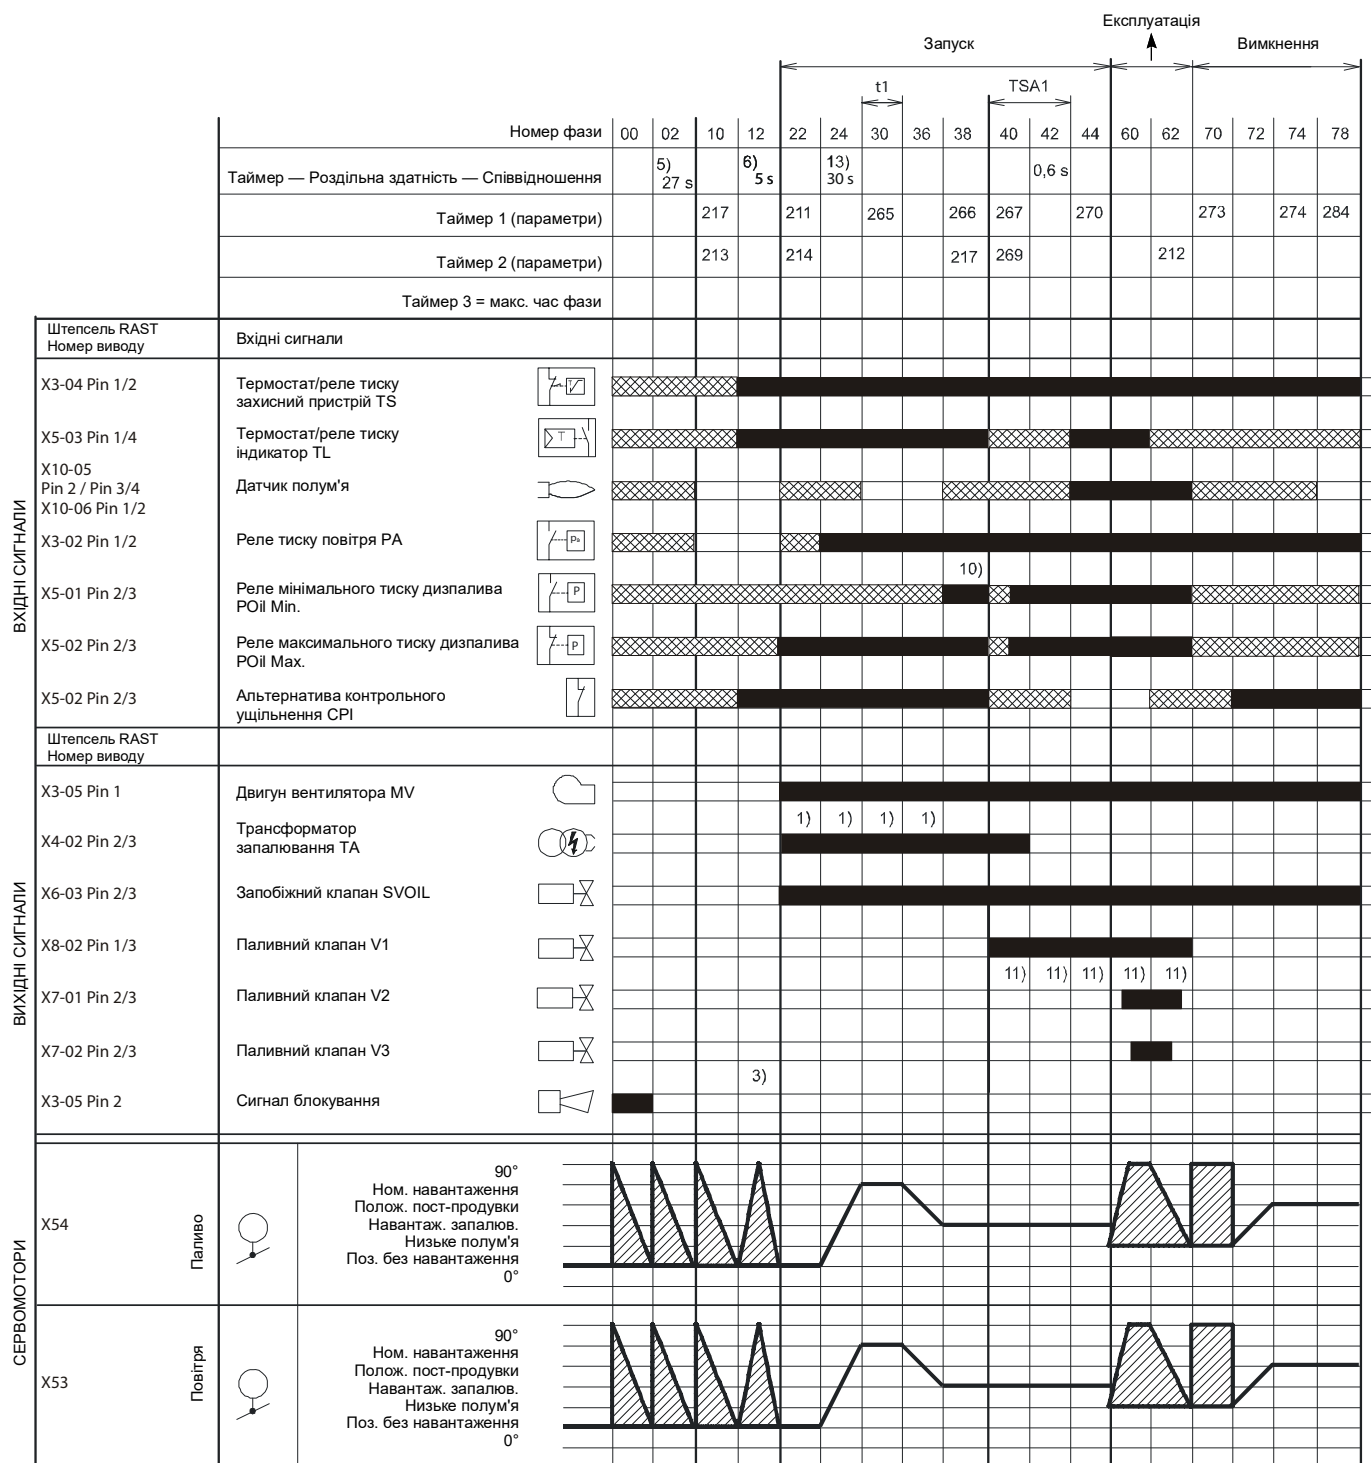 Експлуатація
Запуск
Вимкнення
t1
TSA1
Номер фази 00 02 10 12 22 24 30 36 38 40 42 44 60 62 70 72 74 78
5) 6) 13)
Таймер — Роздільна здатність — Співвідношення 27 s 5 s 30 s 0,6 s
Таймер 1 (параметри) 217 211 265 266 267 270 273 274 284
Таймер 2 (параметри) 213 214 217 269 212
Таймер 3 = макс. час фази
Штепсель RAST
Номер виводу
Вхідні сигнали
ВХІДНІ СИГНАЛИ
X3-04 Pin 1/2
Термостат/реле тиску
захисний пристрій TS
X5-03 Pin 1/4
Термостат/реле тиску
індикатор TL
T
X10-05
Pin 2 / Pin 3/4
X10-06 Pin 1/2
Датчик полум'я
X3-02 Pin 1/2
Реле тиску повітря PA
Pa
10)
X5-01 Pin 2/3
Реле мінімального тиску дизпалива
POil Min.
P
X5-02 Pin 2/3
Реле максимального тиску дизпалива
POil Max.
P
X5-02 Pin 2/3
Альтернатива контрольного
ущільнення CPI
Штепсель RAST
Номер виводу
ВИХІДНІ СИГНАЛИ
X3-05 Pin 1
Двигун вентилятора MV
1) 1) 1) 1)
X4-02 Pin 2/3
Трансформатор
запалювання TA
X6-03 Pin 2/3
Запобіжний клапан SVOIL
X8-02 Pin 1/3
Паливний клапан V1
11) 11) 11) 11) 11)
X7-01 Pin 2/3
Паливний клапан V2
X7-02 Pin 2/3
Паливний клапан V3
3)
X3-05 Pin 2
Сигнал блокування
СЕРВОМОТОРИ
X54
Паливо
90°
Ном. навантаження
Полож. пост-продувки
Навантаж. запалюв.
Низьке полум'я
Поз. без навантаження
0°
X53
Повітря
90°
Ном. навантаження
Полож. пост-продувки
Навантаж. запалюв.
Низьке полум'я
Поз. без навантаження
0°